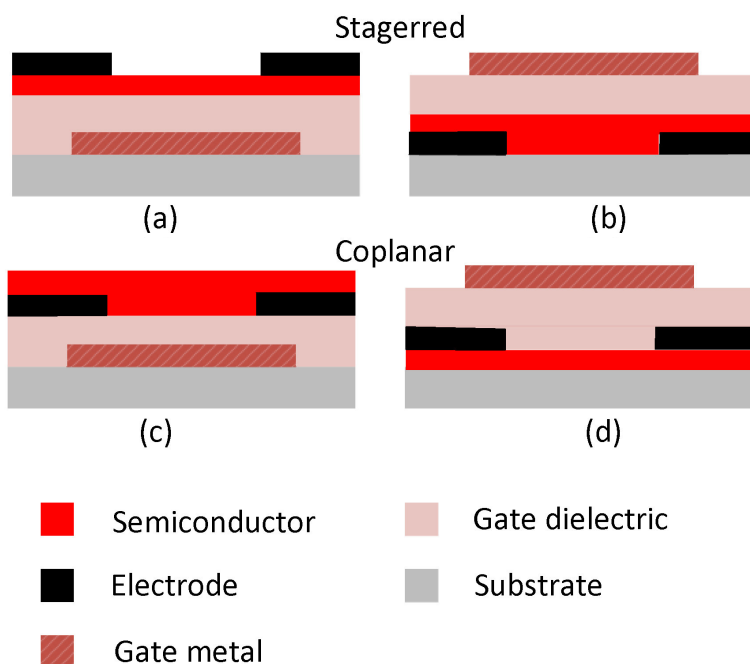 Stagerred
(a)
(b)
Coplanar
(c)
(d)
Semiconductor
Gate dielectric
Electrode
Substrate
Gate metal